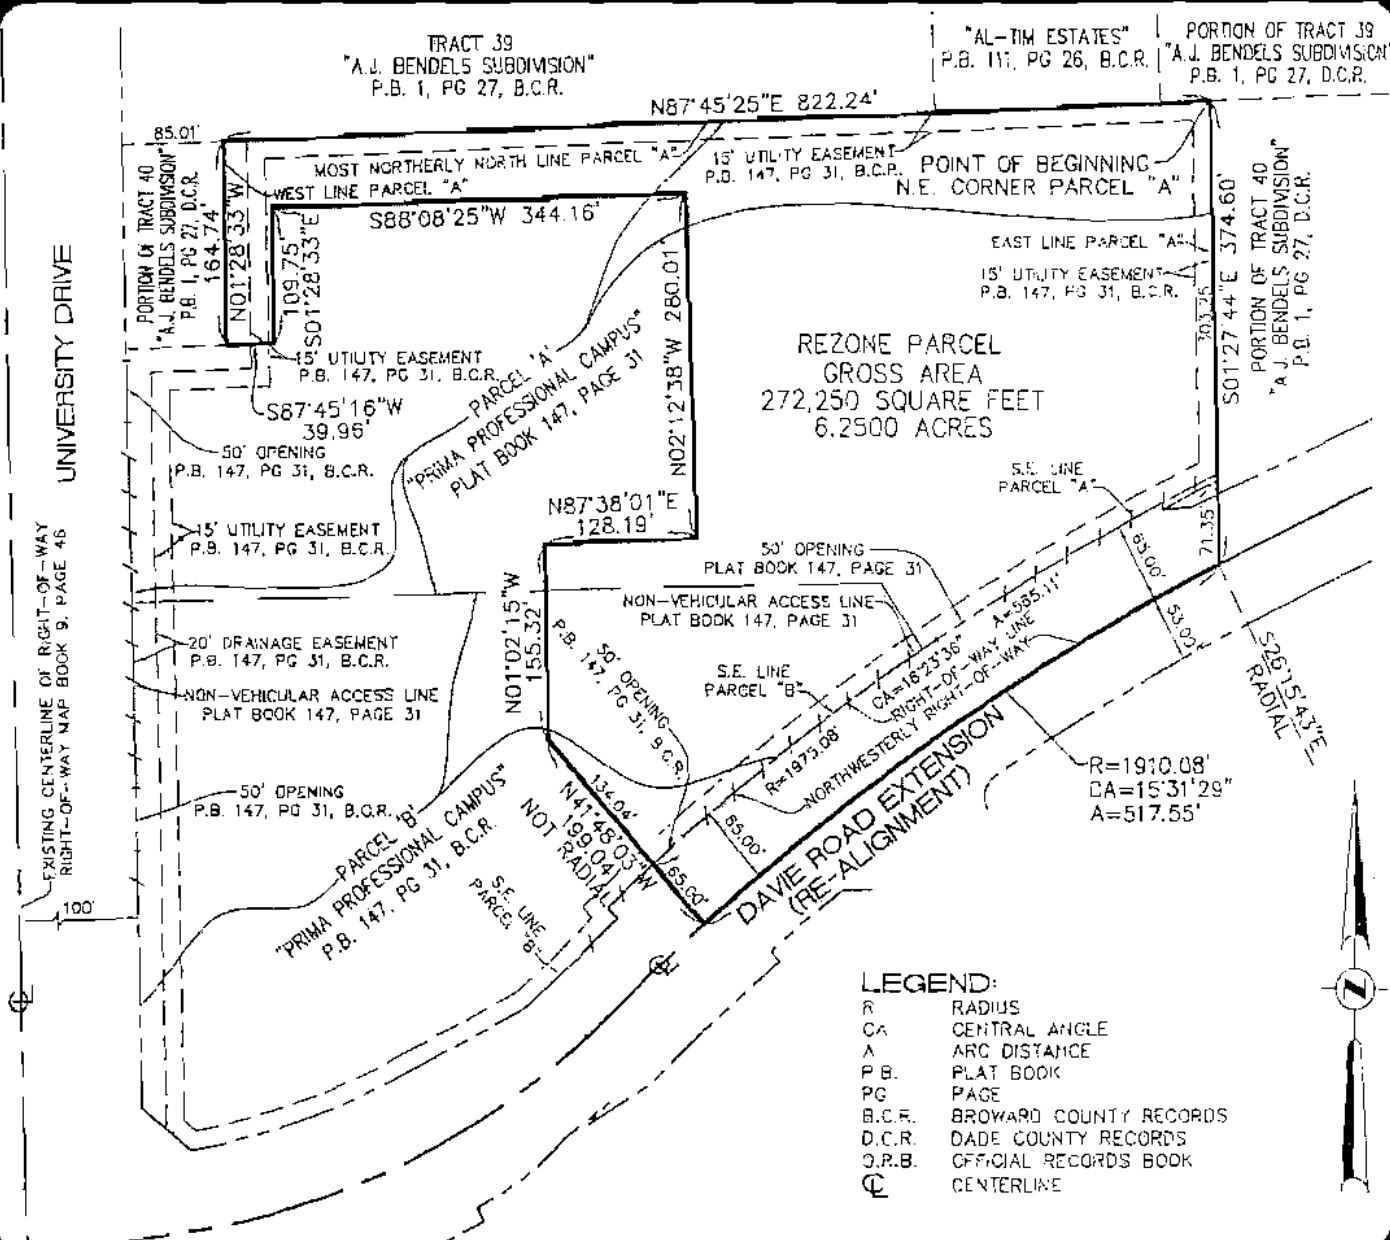 TRACT 39
"A.J. BENDELS SUBDIVISION"
P.B. 1, PG 27, B.C.R.
"AL-TIM ESTATES"
P.B. 111, PG 26, B.C.R.
PORTION OF TRACT 39
"A.J. BENDELS SUBDIVISION"
P.B. 1, PG 27, D.C.R.
N87°45'25"E 822.24'
85.01'
PORTION OF TRACT 40
"A.J. BENDELS SUBDIVISION"
P.B. 1, PG 27, D.C.R.
164.74'
N01°28'33"W
MOST NORTHERLY NORTH LINE PARCEL "A"
WEST LINE PARCEL "A"
15' UTILITY EASEMENT
P.B. 147, PG 31, B.C.R.
POINT OF BEGINNING
N.E. CORNER PARCEL "A"
S88°08'25"W 344.16'
109.75'
S01°28'33"E
EAST LINE PARCEL "A"
15' UTILITY EASEMENT
P.B. 147, PG 31, B.C.R.
303.25
S01°27'44"E 374.60'
PORTION OF TRACT 40
"A.J. BENDELS SUBDIVISION"
P.B. 1, PG 27, D.C.R.
N02°12'38"W 280.01'
REZONE PARCEL
GROSS AREA
272,250 SQUARE FEET
6.2500 ACRES
15' UTILITY EASEMENT
P.B. 147, PG 31, B.C.R.
S87°45'16"W
39.96'
PARCEL 'A'
"PRIMA PROFESSIONAL CAMPUS"
PLAT BOOK 147, PAGE 31
UNIVERSITY DRIVE
50' OPENING
P.B. 147, PG 31, B.C.R.
S.E. LINE
PARCEL "A"
N87°38'01"E
128.19'
15' UTILITY EASEMENT
P.B. 147, PG 31, B.C.R.
EXISTING CENTERLINE OF RIGHT-OF-WAY
RIGHT-OF-WAY MAP BOOK 9, PAGE 46
50' OPENING
PLAT BOOK 147, PAGE 31
71.35'
65.00'
53.00'
NON-VEHICULAR ACCESS LINE
PLAT BOOK 147, PAGE 31
N01°02'15"W
155.32'
50' OPENING
P.B. 147, PG 31, B.C.R.
20' DRAINAGE EASEMENT
P.B. 147, PG 31, B.C.R.
S.E. LINE
PARCEL "B"
R=1975.08'
CA=16°23'36"
A=565.11'
RIGHT-OF-WAY LINE
NORTHWESTERLY RIGHT-OF-WAY
S26°15'43"E
RADIAL
NON-VEHICULAR ACCESS LINE
PLAT BOOK 147, PAGE 31
50' OPENING
P.B. 147, PG 31, B.C.R.
134.04'
N41°48'03"W
199.04'
NOT RADIAL
65.00'
65.00'
R=1910.08'
CA=15°31'29"
A=517.55'
DAVIE ROAD EXTENSION
(RE-ALIGNMENT)
PARCEL 'B'
"PRIMA PROFESSIONAL CAMPUS"
P.B. 147, PG 31, B.C.R.
S.E. LINE
PARCEL "B"
100'
LEGEND:
R RADIUS
CA CENTRAL ANGLE
A ARC DISTANCE
P.B. PLAT BOOK
PG PAGE
B.C.R. BROWARD COUNTY RECORDS
D.C.R. DADE COUNTY RECORDS
O.R.B. OFFICIAL RECORDS BOOK
℄ CENTERLINE
N